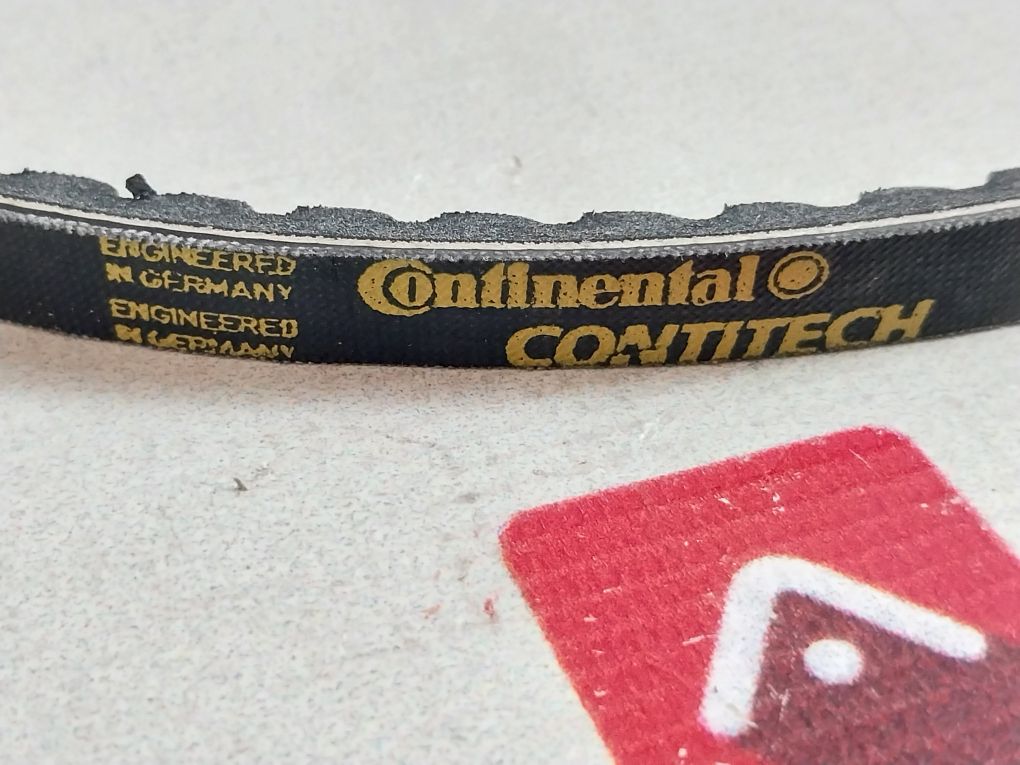 ENGINEERED
IN GERMANY
ENGINEERED
IN GERMANY
Continental
CONTITECH